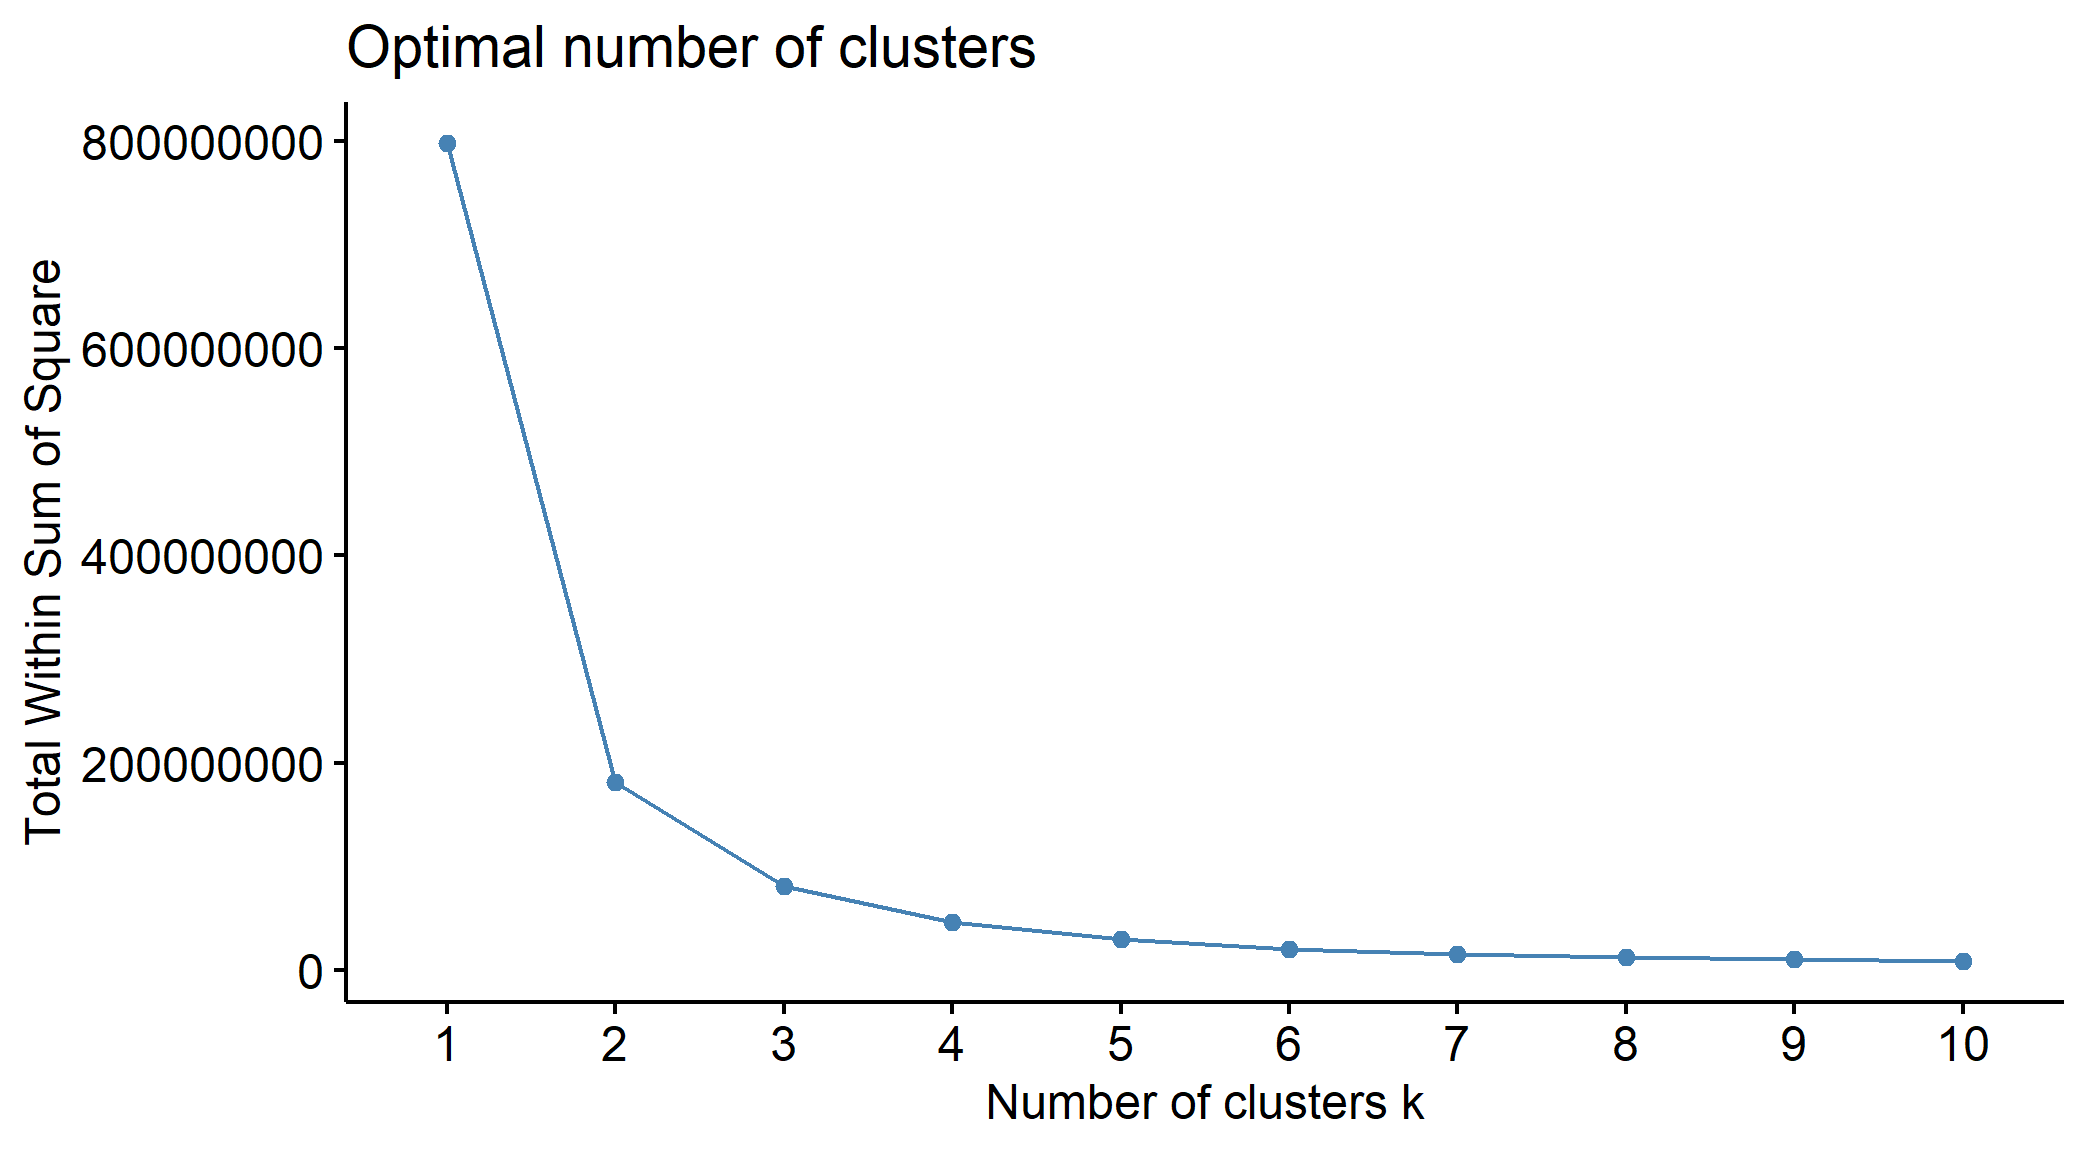 Optimal number of clusters
Total Within Sum of Square
800000000
600000000
400000000
200000000
0
1 2 3 4 5 6 7 8 9 10
Number of clusters k